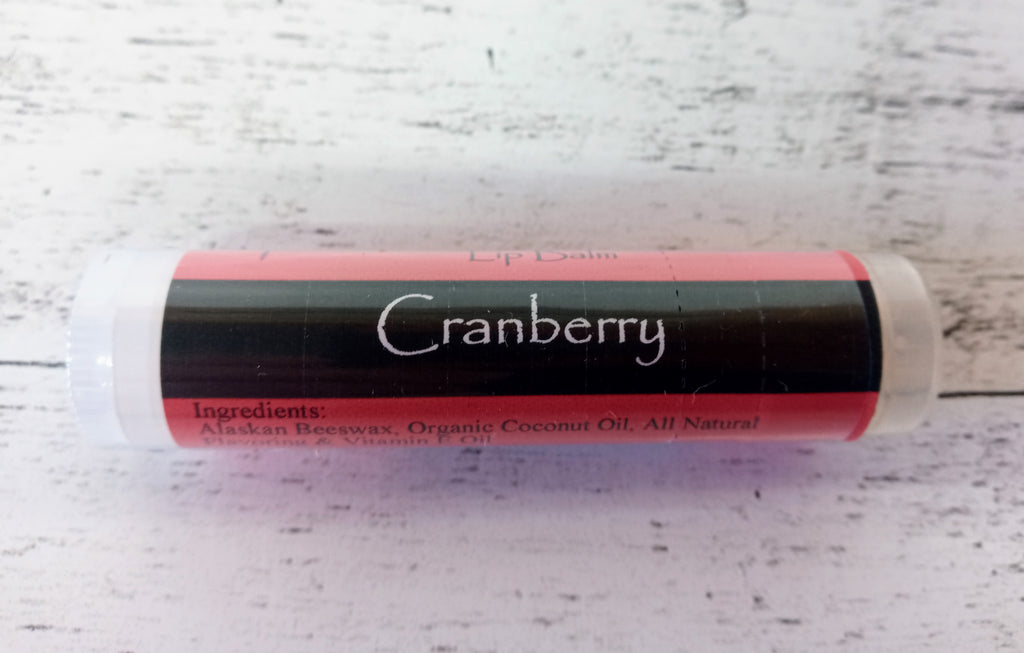 Lip Balm
Cranberry
Ingredients:
Alaskan Beeswax, Organic Coconut Oil, All Natural
Flavoring & Vitamin E Oil